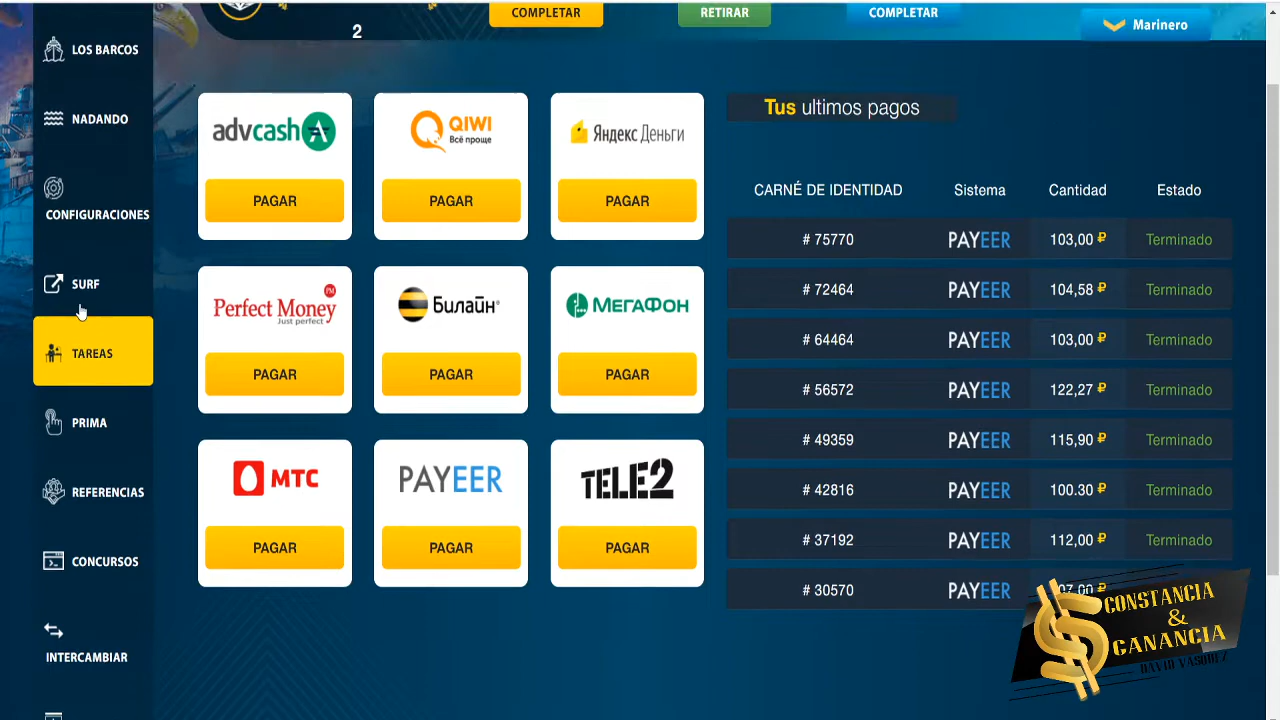 COMPLETAR
RETIRAR
COMPLETAR
2
Marinero
LOS BARCOS
NADANDO
CONFIGURACIONES
SURF
TAREAS
PRIMA
REFERENCIAS
CONCURSOS
INTERCAMBIAR
advcash
QIWI
Всё проще
Яндекс Деньги
PAGAR
PAGAR
PAGAR
Perfect Money
PM
Just perfect
Билайн®
МЕГАФОН
PAGAR
PAGAR
PAGAR
МТС
PAYEER
TELE2
PAGAR
PAGAR
PAGAR
Tus ultimos pagos
CARNÉ DE IDENTIDAD Sistema Cantidad Estado
# 75770 PAYEER 103,00 ₽ Terminado
# 72464 PAYEER 104,58 ₽ Terminado
# 64464 PAYEER 103,00 ₽ Terminado
# 56572 PAYEER 122,27 ₽ Terminado
# 49359 PAYEER 115,90 ₽ Terminado
# 42816 PAYEER 100.30 ₽ Terminado
# 37192 PAYEER 112,00 ₽ Terminado
# 30570 PAYEER
CONSTANCIA
&
GANANCIA
DAVID VASQUEZ